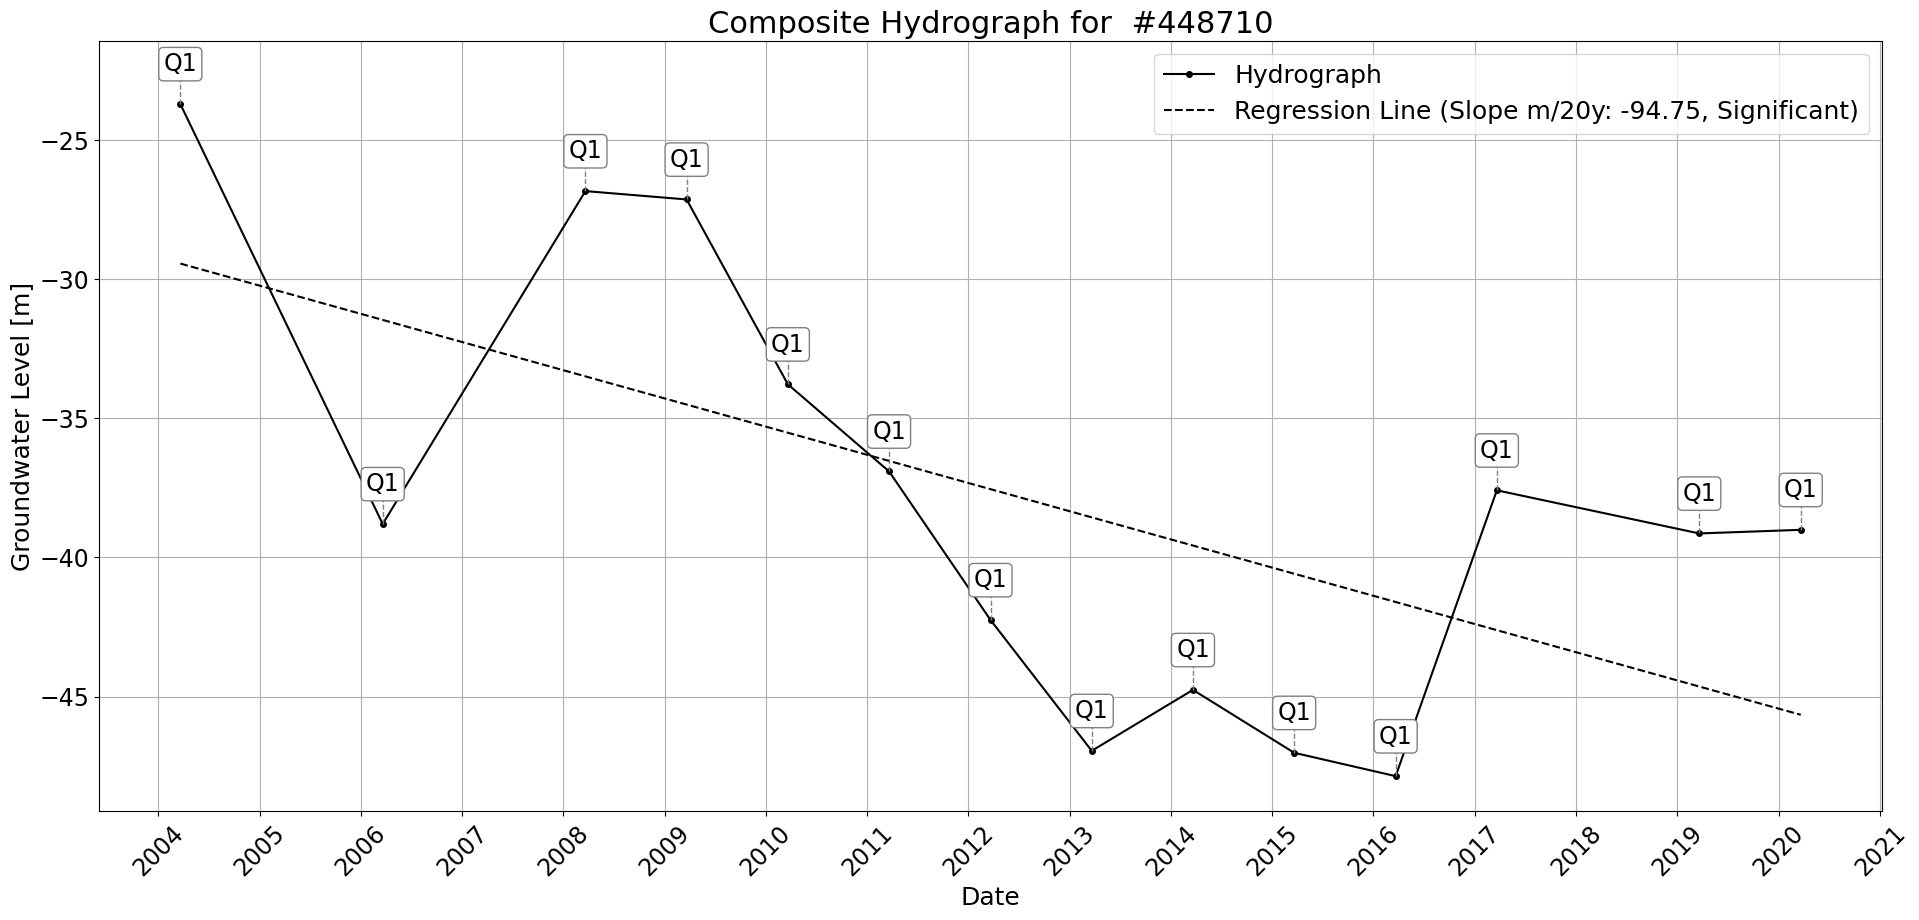 Composite Hydrograph for  #448710
Hydrograph
Regression Line (Slope m/20y: -94.75, Significant)
Groundwater Level [m]
−25
−30
−35
−40
−45
Q1
Q1
Q1
Q1
Q1
Q1
Q1
Q1
Q1
Q1
Q1
Q1
Q1
Q1
2004
2005
2006
2007
2008
2009
2010
2011
2012
2013
2014
2015
2016
2017
2018
2019
2020
2021
Date